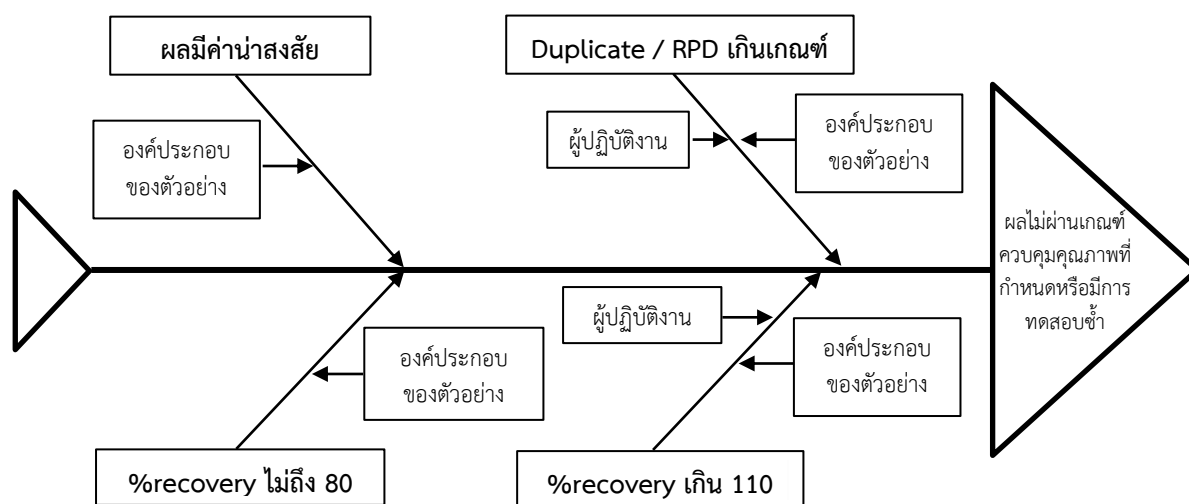 ผลมีค่าน่าสงสัย
Duplicate / RPD เกินเกณฑ์
องค์ประกอบ
ของตัวอย่าง
ผู้ปฏิบัติงาน
องค์ประกอบ
ของตัวอย่าง
ผลไม่ผ่านเกณฑ์
ควบคุมคุณภาพที่
กำหนดหรือมีการ
ทดสอบซ้ำ
องค์ประกอบ
ของตัวอย่าง
ผู้ปฏิบัติงาน
องค์ประกอบ
ของตัวอย่าง
%recovery ไม่ถึง 80
%recovery เกิน 110